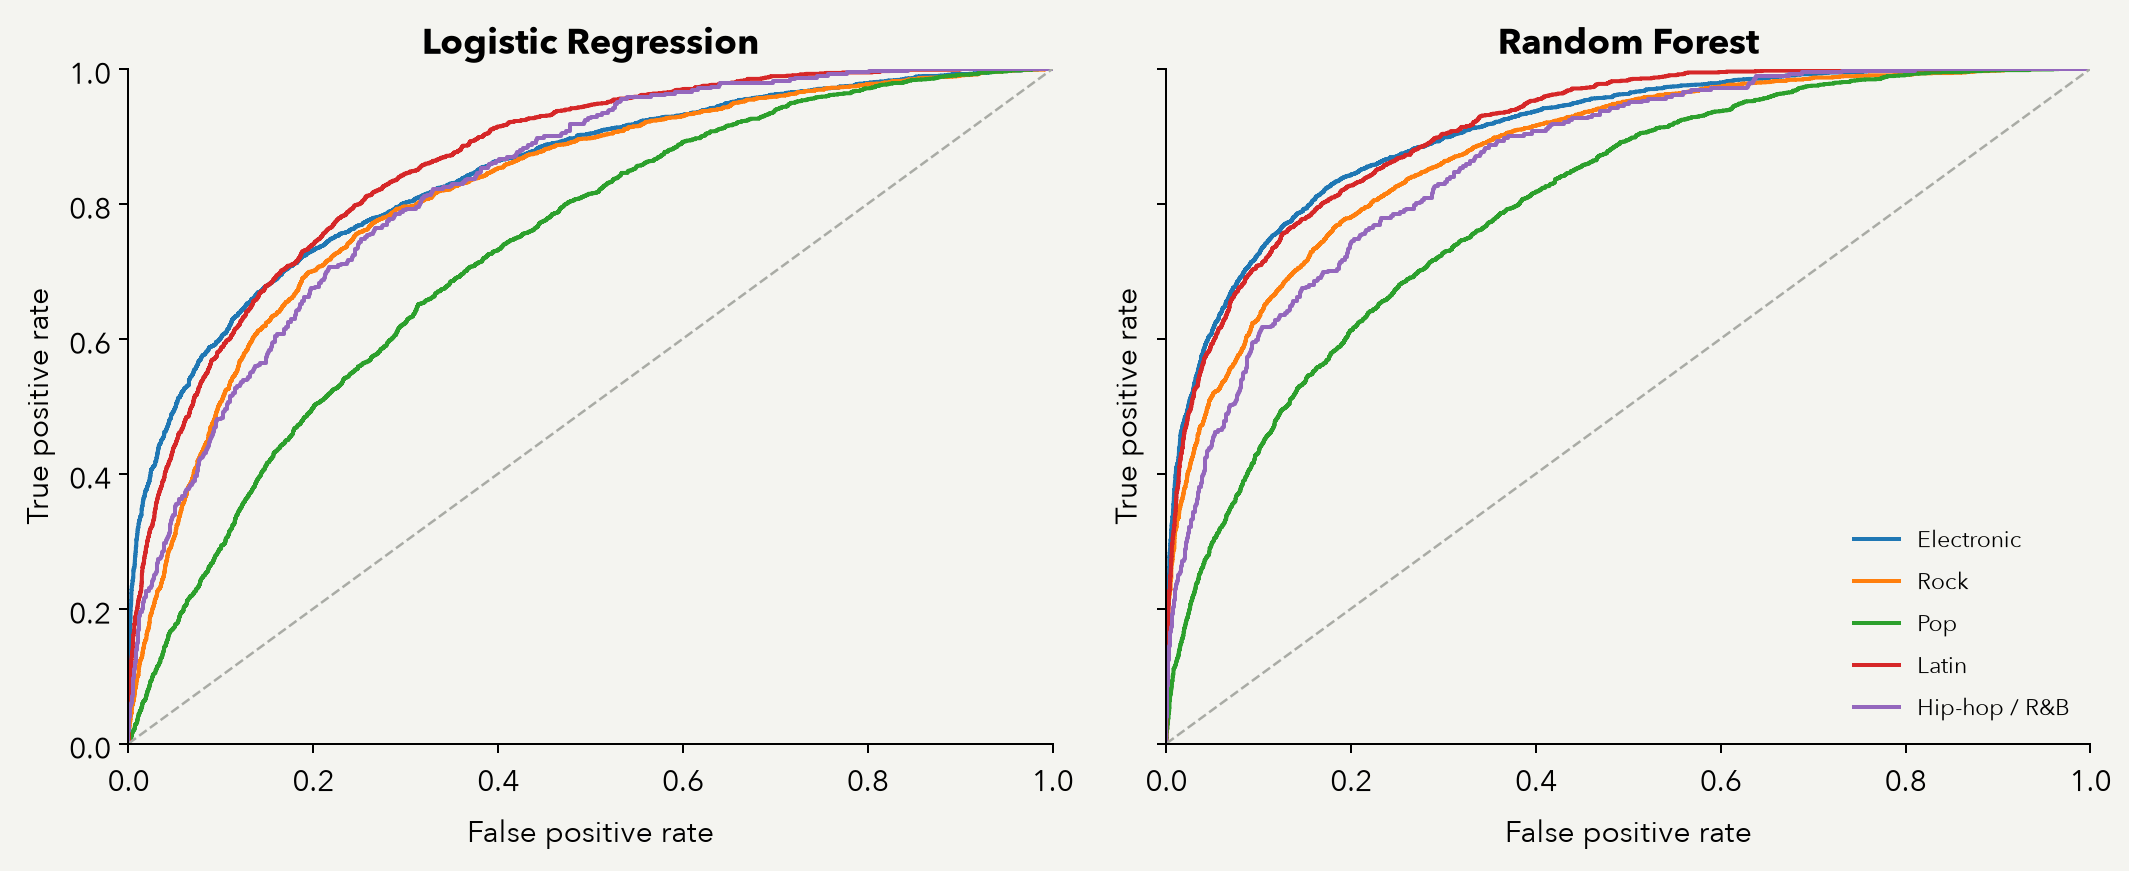 Logistic Regression
Random Forest
True positive rate
1.0
0.8
0.6
0.4
0.2
0.0
0.0 0.2 0.4 0.6 0.8 1.0
False positive rate
True positive rate
Electronic
Rock
Pop
Latin
Hip-hop / R&B
0.0 0.2 0.4 0.6 0.8 1.0
False positive rate